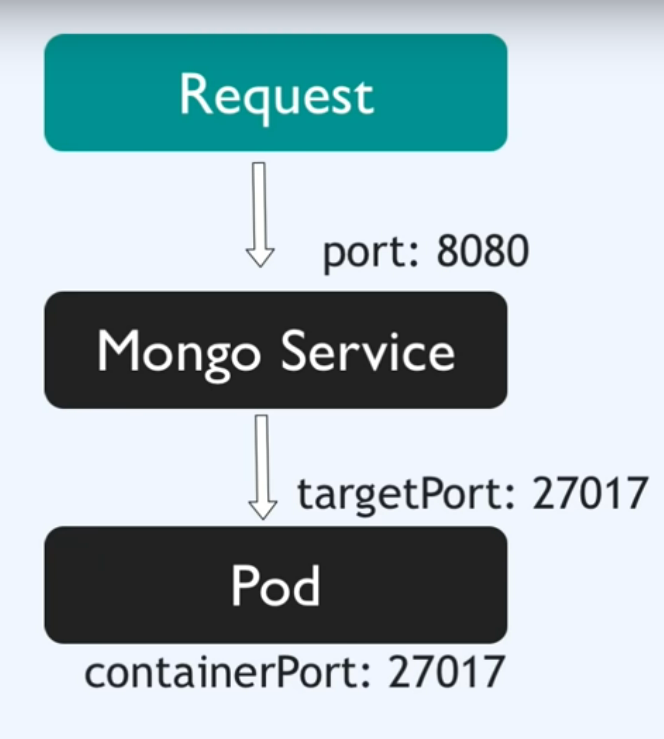 Request
port: 8080
Mongo Service
targetPort: 27017
Pod
containerPort: 27017